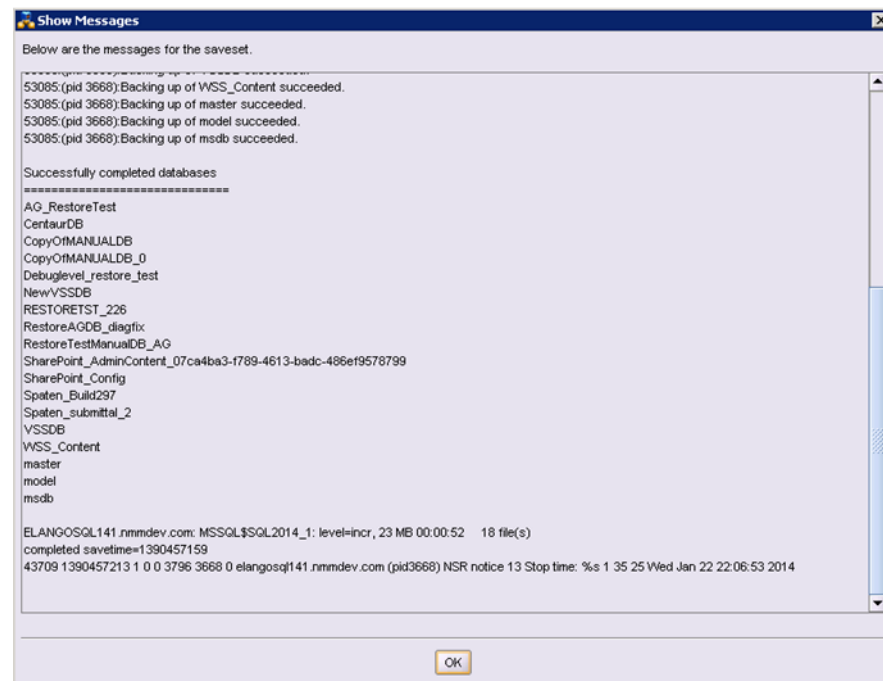 Show Messages
Below are the messages for the saveset.
53085:(pid 3668):Backing up of WSS_Content succeeded.
53085:(pid 3668):Backing up of master succeeded.
53085:(pid 3668):Backing up of model succeeded.
53085:(pid 3668):Backing up of msdb succeeded.
Successfully completed databases
==============================
AG_RestoreTest
CentaurDB
CopyOfMANUALDB
CopyOfMANUALDB_0
Debuglevel_restore_test
NewVSSDB
RESTORETST_226
RestoreAGDB_diagfix
RestoreTestManualDB_AG
SharePoint_AdminContent_07ca4ba3-f789-4613-badc-486ef9578799
SharePoint_Config
Spaten_Build297
Spaten_submittal_2
VSSDB
WSS_Content
master
model
msdb
ELANGOSQL141.nmmdev.com: MSSQL$SQL2014_1: level=incr, 23 MB 00:00:52 18 file(s)
completed savetime=1390457159
43709 1390457213 1 0 0 3796 3668 0 elangosql141.nmmdev.com (pid3668) NSR notice 13 Stop time: %s 1 35 25 Wed Jan 22 22:06:53 2014
OK